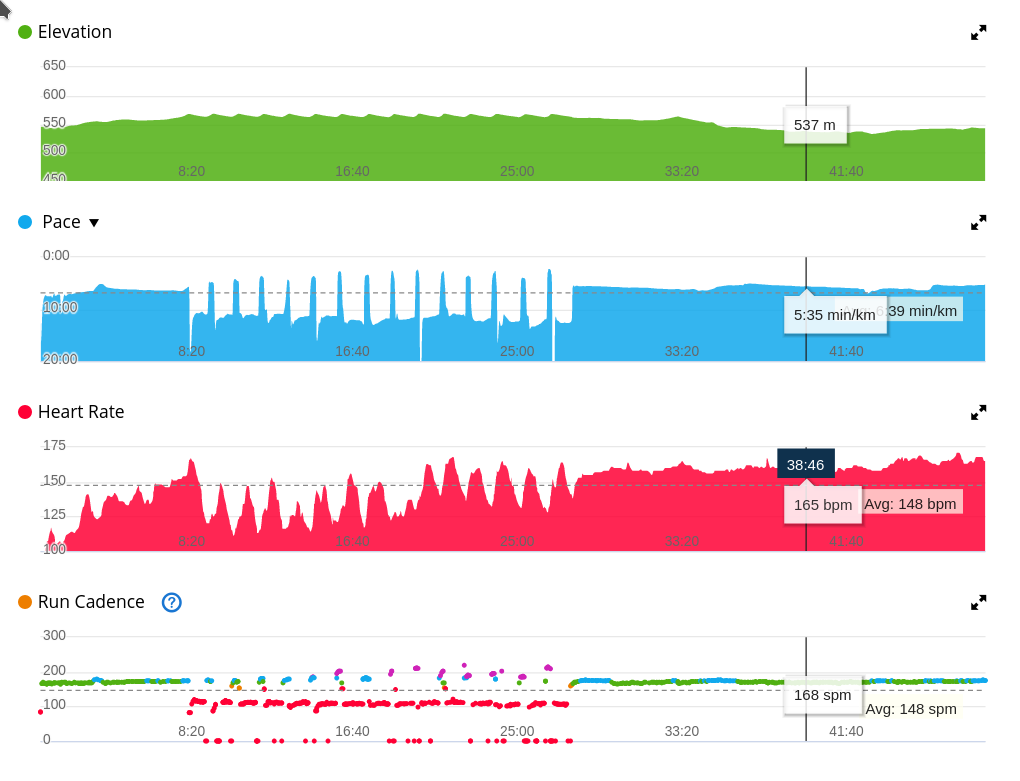 Elevation
650
600
550
500
450
537 m
8:20 16:40 25:00 33:20 41:40
Pace ▼
0:00
10:00
20:00
5:35 min/km
6:39 min/km
8:20 16:40 25:00 33:20 41:40
Heart Rate
175
150
125
100
38:46
165 bpm
Avg: 148 bpm
8:20 16:40 25:00 33:20 41:40
Run Cadence ?
300
200
100
0
168 spm
Avg: 148 spm
8:20 16:40 25:00 33:20 41:40